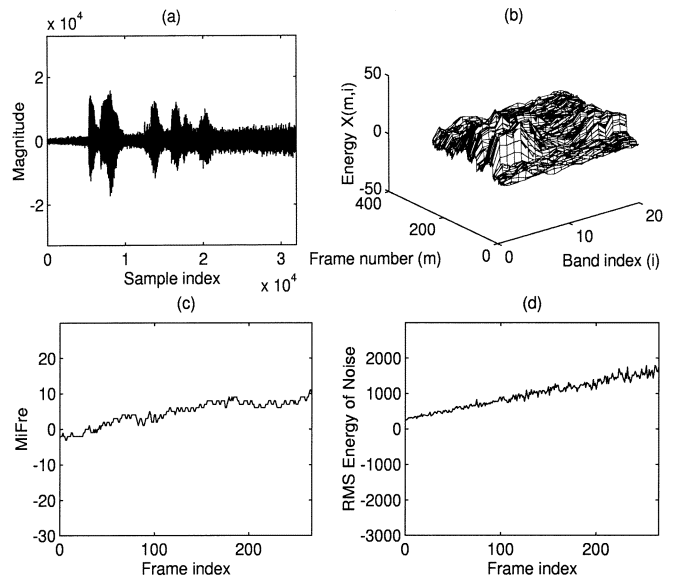 (a)
x 10^4
Magnitude
2
0
-2
0
1
2
3
Sample index
x 10^4
(b)
Energy X(m,i)
50
0
-50
400
200
0
Frame number (m)
0
10
20
Band index (i)
(c)
MiFre
20
10
0
-10
-20
-30
0
100
200
Frame index
(d)
RMS Energy of Noise
2000
1000
0
-1000
-2000
-3000
0
100
200
Frame index